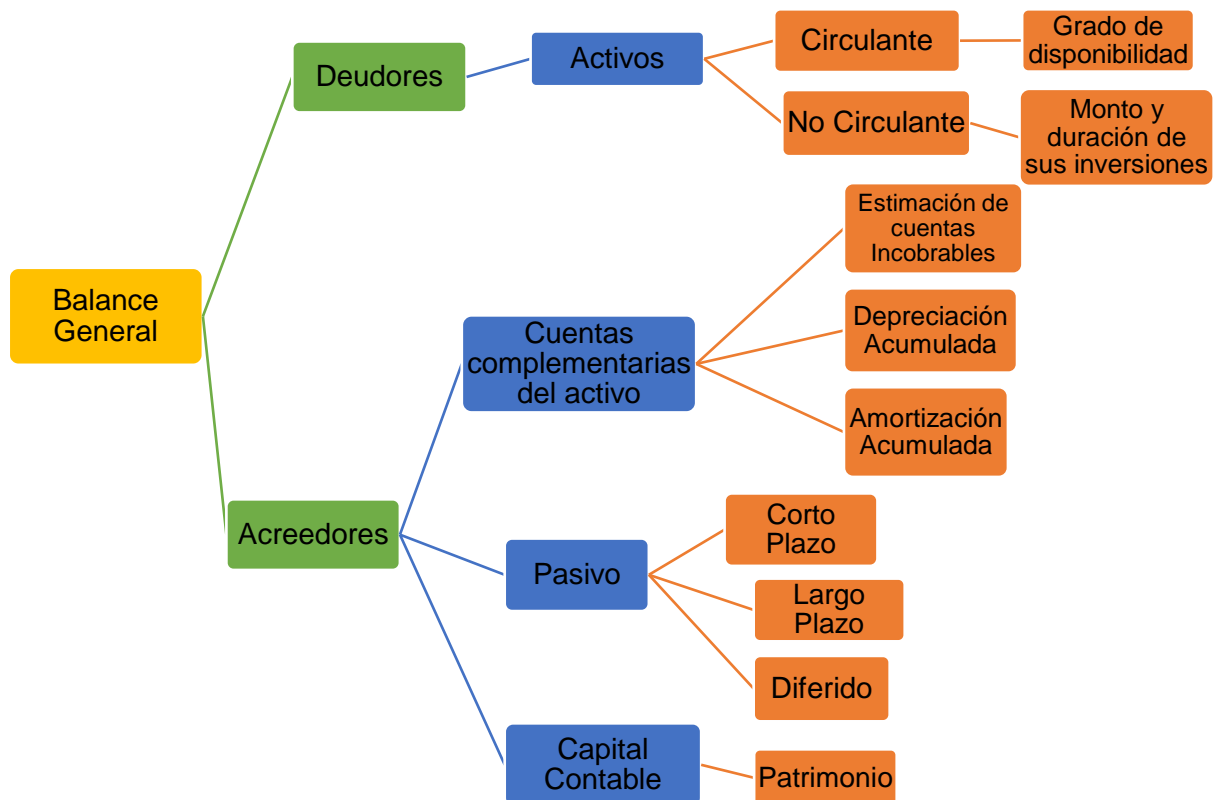 Balance
General
Deudores
Activos
Circulante
Grado de
disponibilidad
No Circulante
Monto y
duración de
sus inversiones
Acreedores
Cuentas
complementarias
del activo
Estimación de
cuentas
Incobrables
Depreciación
Acumulada
Amortización
Acumulada
Pasivo
Corto
Plazo
Largo
Plazo
Diferido
Capital
Contable
Patrimonio